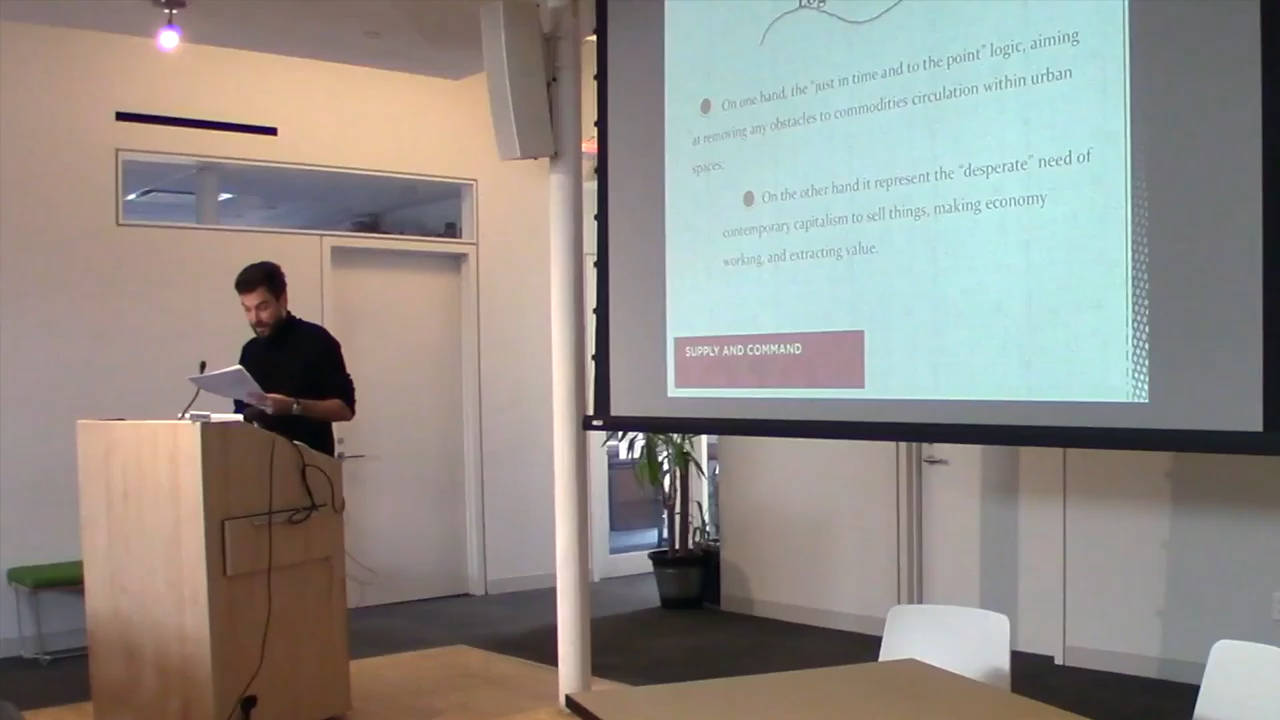 Log
On one hand, the "just in time and to the point" logic, aiming
at removing any obstacles to commodities circulation within urban
spaces;
On the other hand it represent the "desperate" need of
contemporary capitalism to sell things, making economy
working, and extracting value.
SUPPLY AND COMMAND